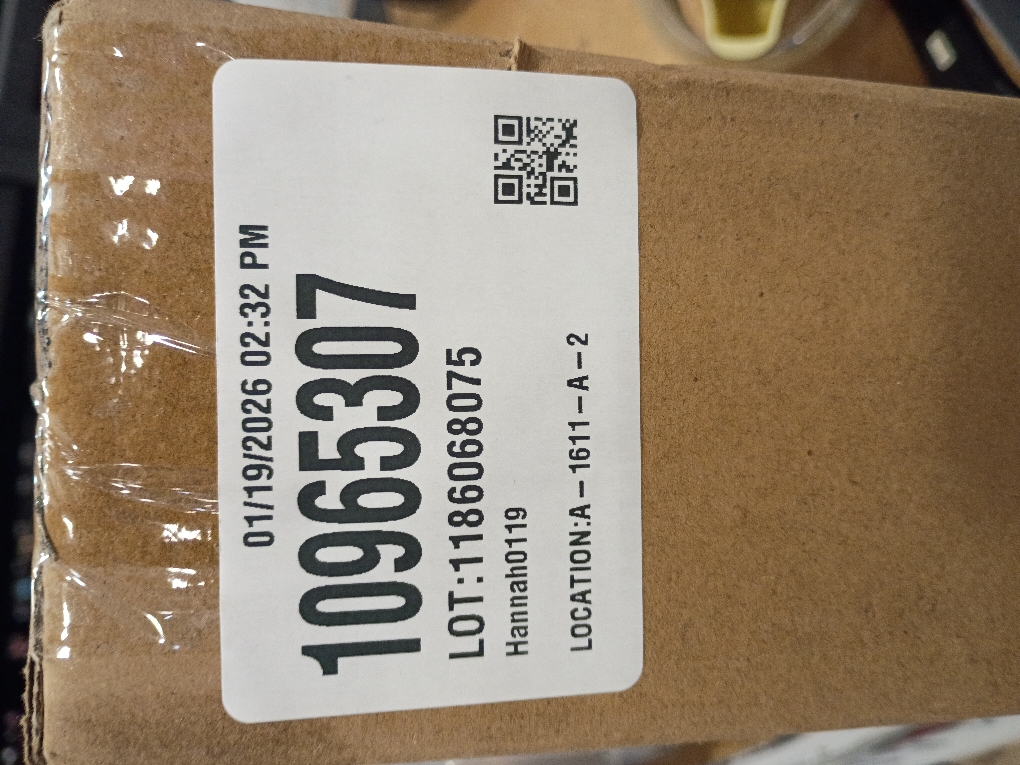 01/19/2026 02:32 PM
10965307
LOT:1186068075
Hannah0119
LOCATION:A-1611-A-2